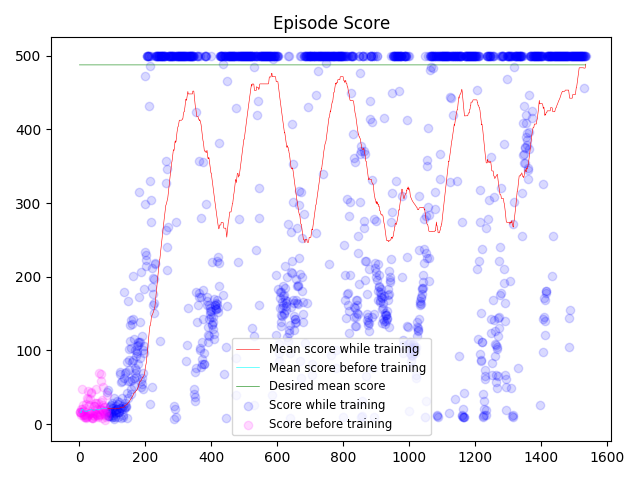 Episode Score
500
400
300
200
100
0
Mean score while training
Mean score before training
Desired mean score
Score while training
Score before training
0 200 400 600 800 1000 1200 1400 1600